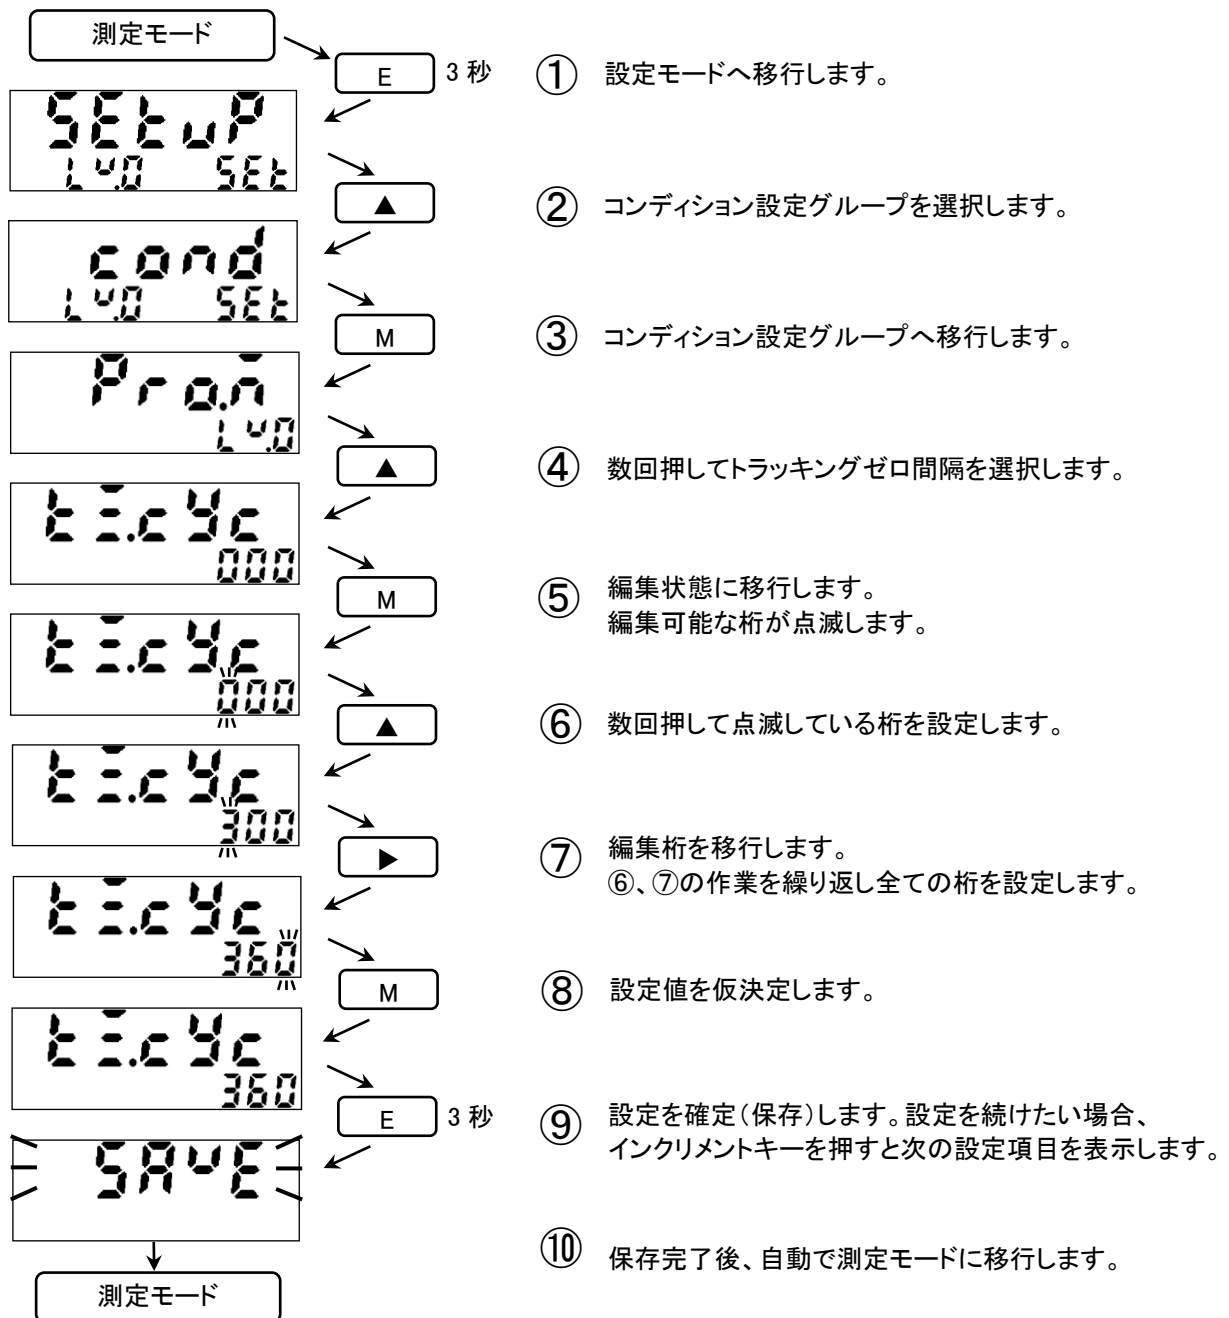 測定モード
E 3 秒 ① 設定モードへ移行します。
SEtuP
Lv.0 SEt
▲ ② コンディション設定グループを選択します。
cond
Lv.0 SEt
M ③ コンディション設定グループへ移行します。
Pro.
Lv.0
▲ ④ 数回押してトラッキングゼロ間隔を選択します。
.cYc
000
M ⑤ 編集状態に移行します。
編集可能な桁が点滅します。
.cYc
000
▲ ⑥ 数回押して点滅している桁を設定します。
.cYc
300
▶ ⑦ 編集桁を移行します。
⑥、⑦の作業を繰り返し全ての桁を設定します。
.cYc
360
M ⑧ 設定値を仮決定します。
.cYc
360
E 3 秒 ⑨ 設定を確定（保存）します。設定を続けたい場合、
インクリメントキーを押すと次の設定項目を表示します。
SAvE
⑩ 保存完了後、自動で測定モードに移行します。
測定モード